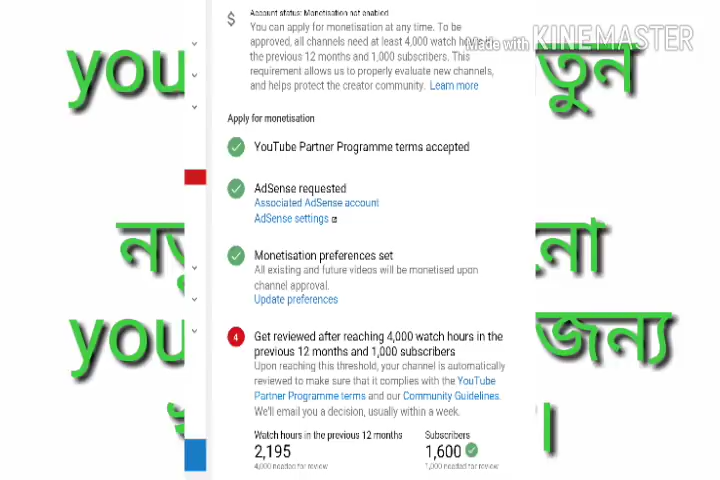 Account status: Monetisation not enabled
You can apply for monetisation at any time. To be
approved, all channels need at least 4,000 watch hours in
the previous 12 months and 1,000 subscribers. This
requirement allows us to properly evaluate new channels,
and helps protect the creator community. Learn more
Made with KINEMASTER
you
তুন
Apply for monetisation
YouTube Partner Programme terms accepted
AdSense requested
Associated AdSense account
AdSense settings
Monetisation preferences set
All existing and future videos will be monetised upon
channel approval.
Update preferences
4
Get reviewed after reaching 4,000 watch hours in the
previous 12 months and 1,000 subscribers
Upon reaching this threshold, your channel is automatically
reviewed to make sure that it complies with the YouTube
Partner Programme terms and our Community Guidelines.
We'll email you a decision, usually within a week.
you
জন্য
Watch hours in the previous 12 months
Subscribers
2,195
1,600
4,000 needed for review
1,000 needed for review